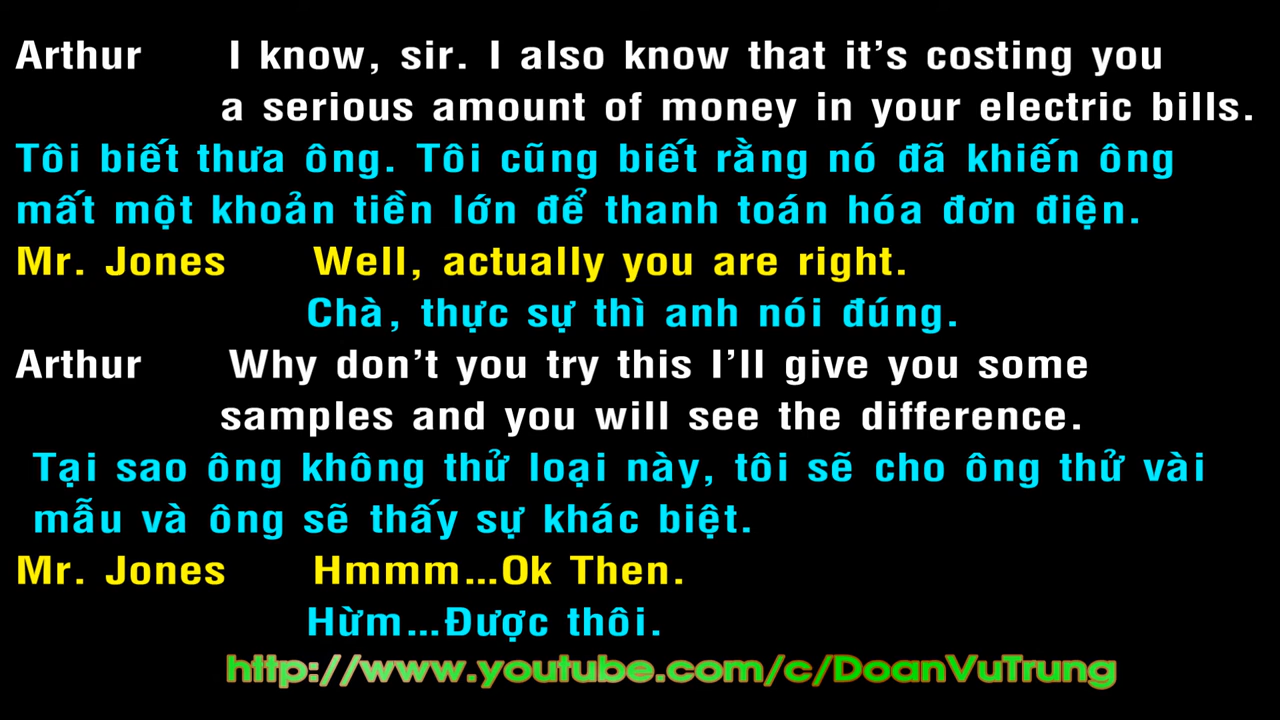 Arthur I know, sir. I also know that it's costing you
a serious amount of money in your electric bills.
Tôi biết thưa ông. Tôi cũng biết rằng nó đã khiến ông
mất một khoản tiền lớn để thanh toán hóa đơn điện.
Mr. Jones Well, actually you are right.
Chà, thực sự thì anh nói đúng.
Arthur Why don't you try this I'll give you some
samples and you will see the difference.
Tại sao ông không thử loại này, tôi sẽ cho ông thử vài
mẫu và ông sẽ thấy sự khác biệt.
Mr. Jones Hmmm...Ok Then.
Hừm...Được thôi.
http://www.youtube.com/c/DoanVuTrung